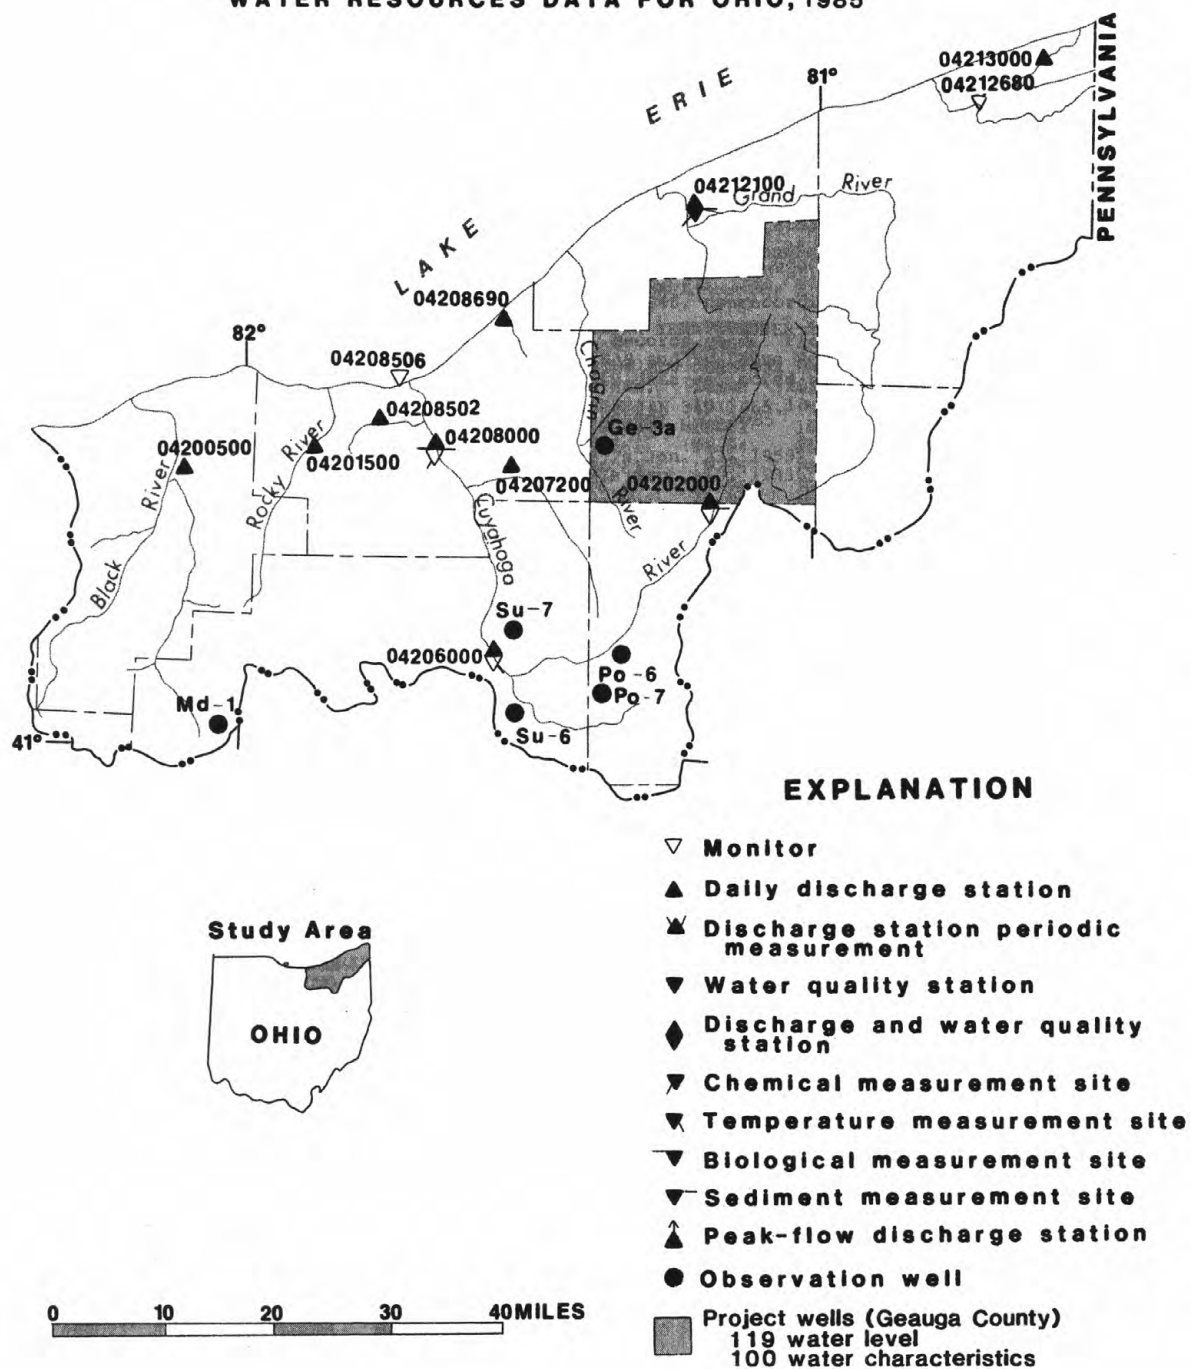 WATER RESOURCES DATA FOR OHIO, 1985
PENNSYLVANIA
04213000
04212680
81°
LAKE ERIE
04212100
Grand River
04208690
82°
04208506
04208502
04208000
04200500
04201500
04207200
04202000
Chagrin River
Ge-3a
Black River
Rocky River
Cuyahoga River
Su-7
04206000
Po-6
Po-7
Md-1
Su-6
41°
EXPLANATION
Monitor
Daily discharge station
Discharge station periodic
measurement
Water quality station
Discharge and water quality
station
Chemical measurement site
Temperature measurement site
Biological measurement site
Sediment measurement site
Peak-flow discharge station
Observation well
Project wells (Geauga County)
119 water level
100 water characteristics
Study Area
OHIO
0 10 20 30 40 MILES